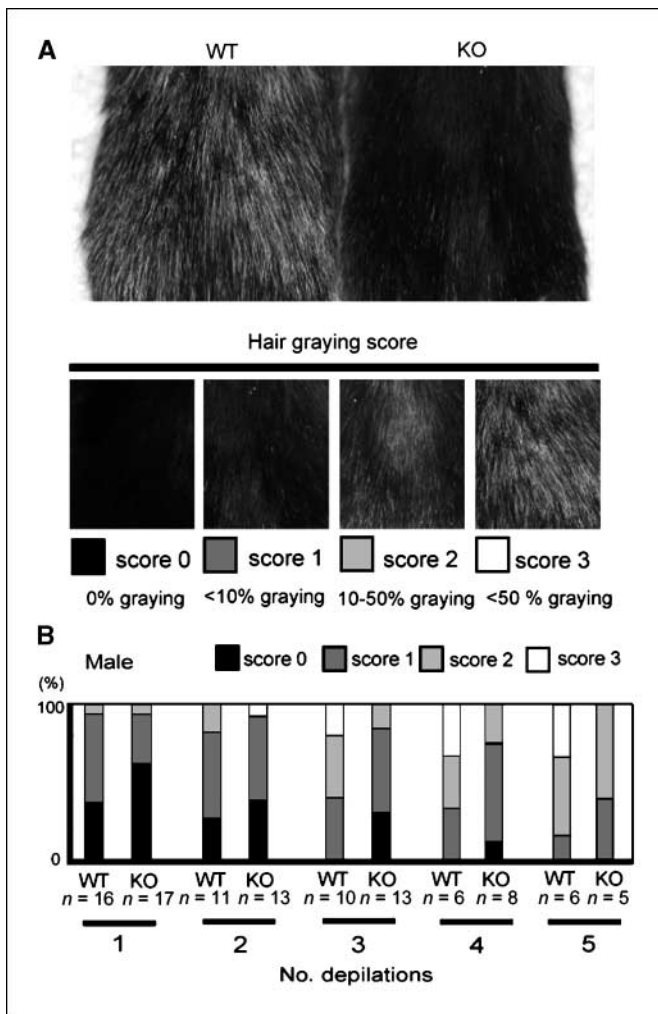 A
WT KO
Hair graying score
score 0 score 1 score 2 score 3
0% graying <10% graying 10-50% graying <50 % graying
B
Male score 0 score 1 score 2 score 3
(%)
100
0
WT KO WT KO WT KO WT KO WT KO
n = 16 n = 17 n = 11 n = 13 n = 10 n = 13 n = 6 n = 8 n = 6 n = 5
1 2 3 4 5
No. depilations